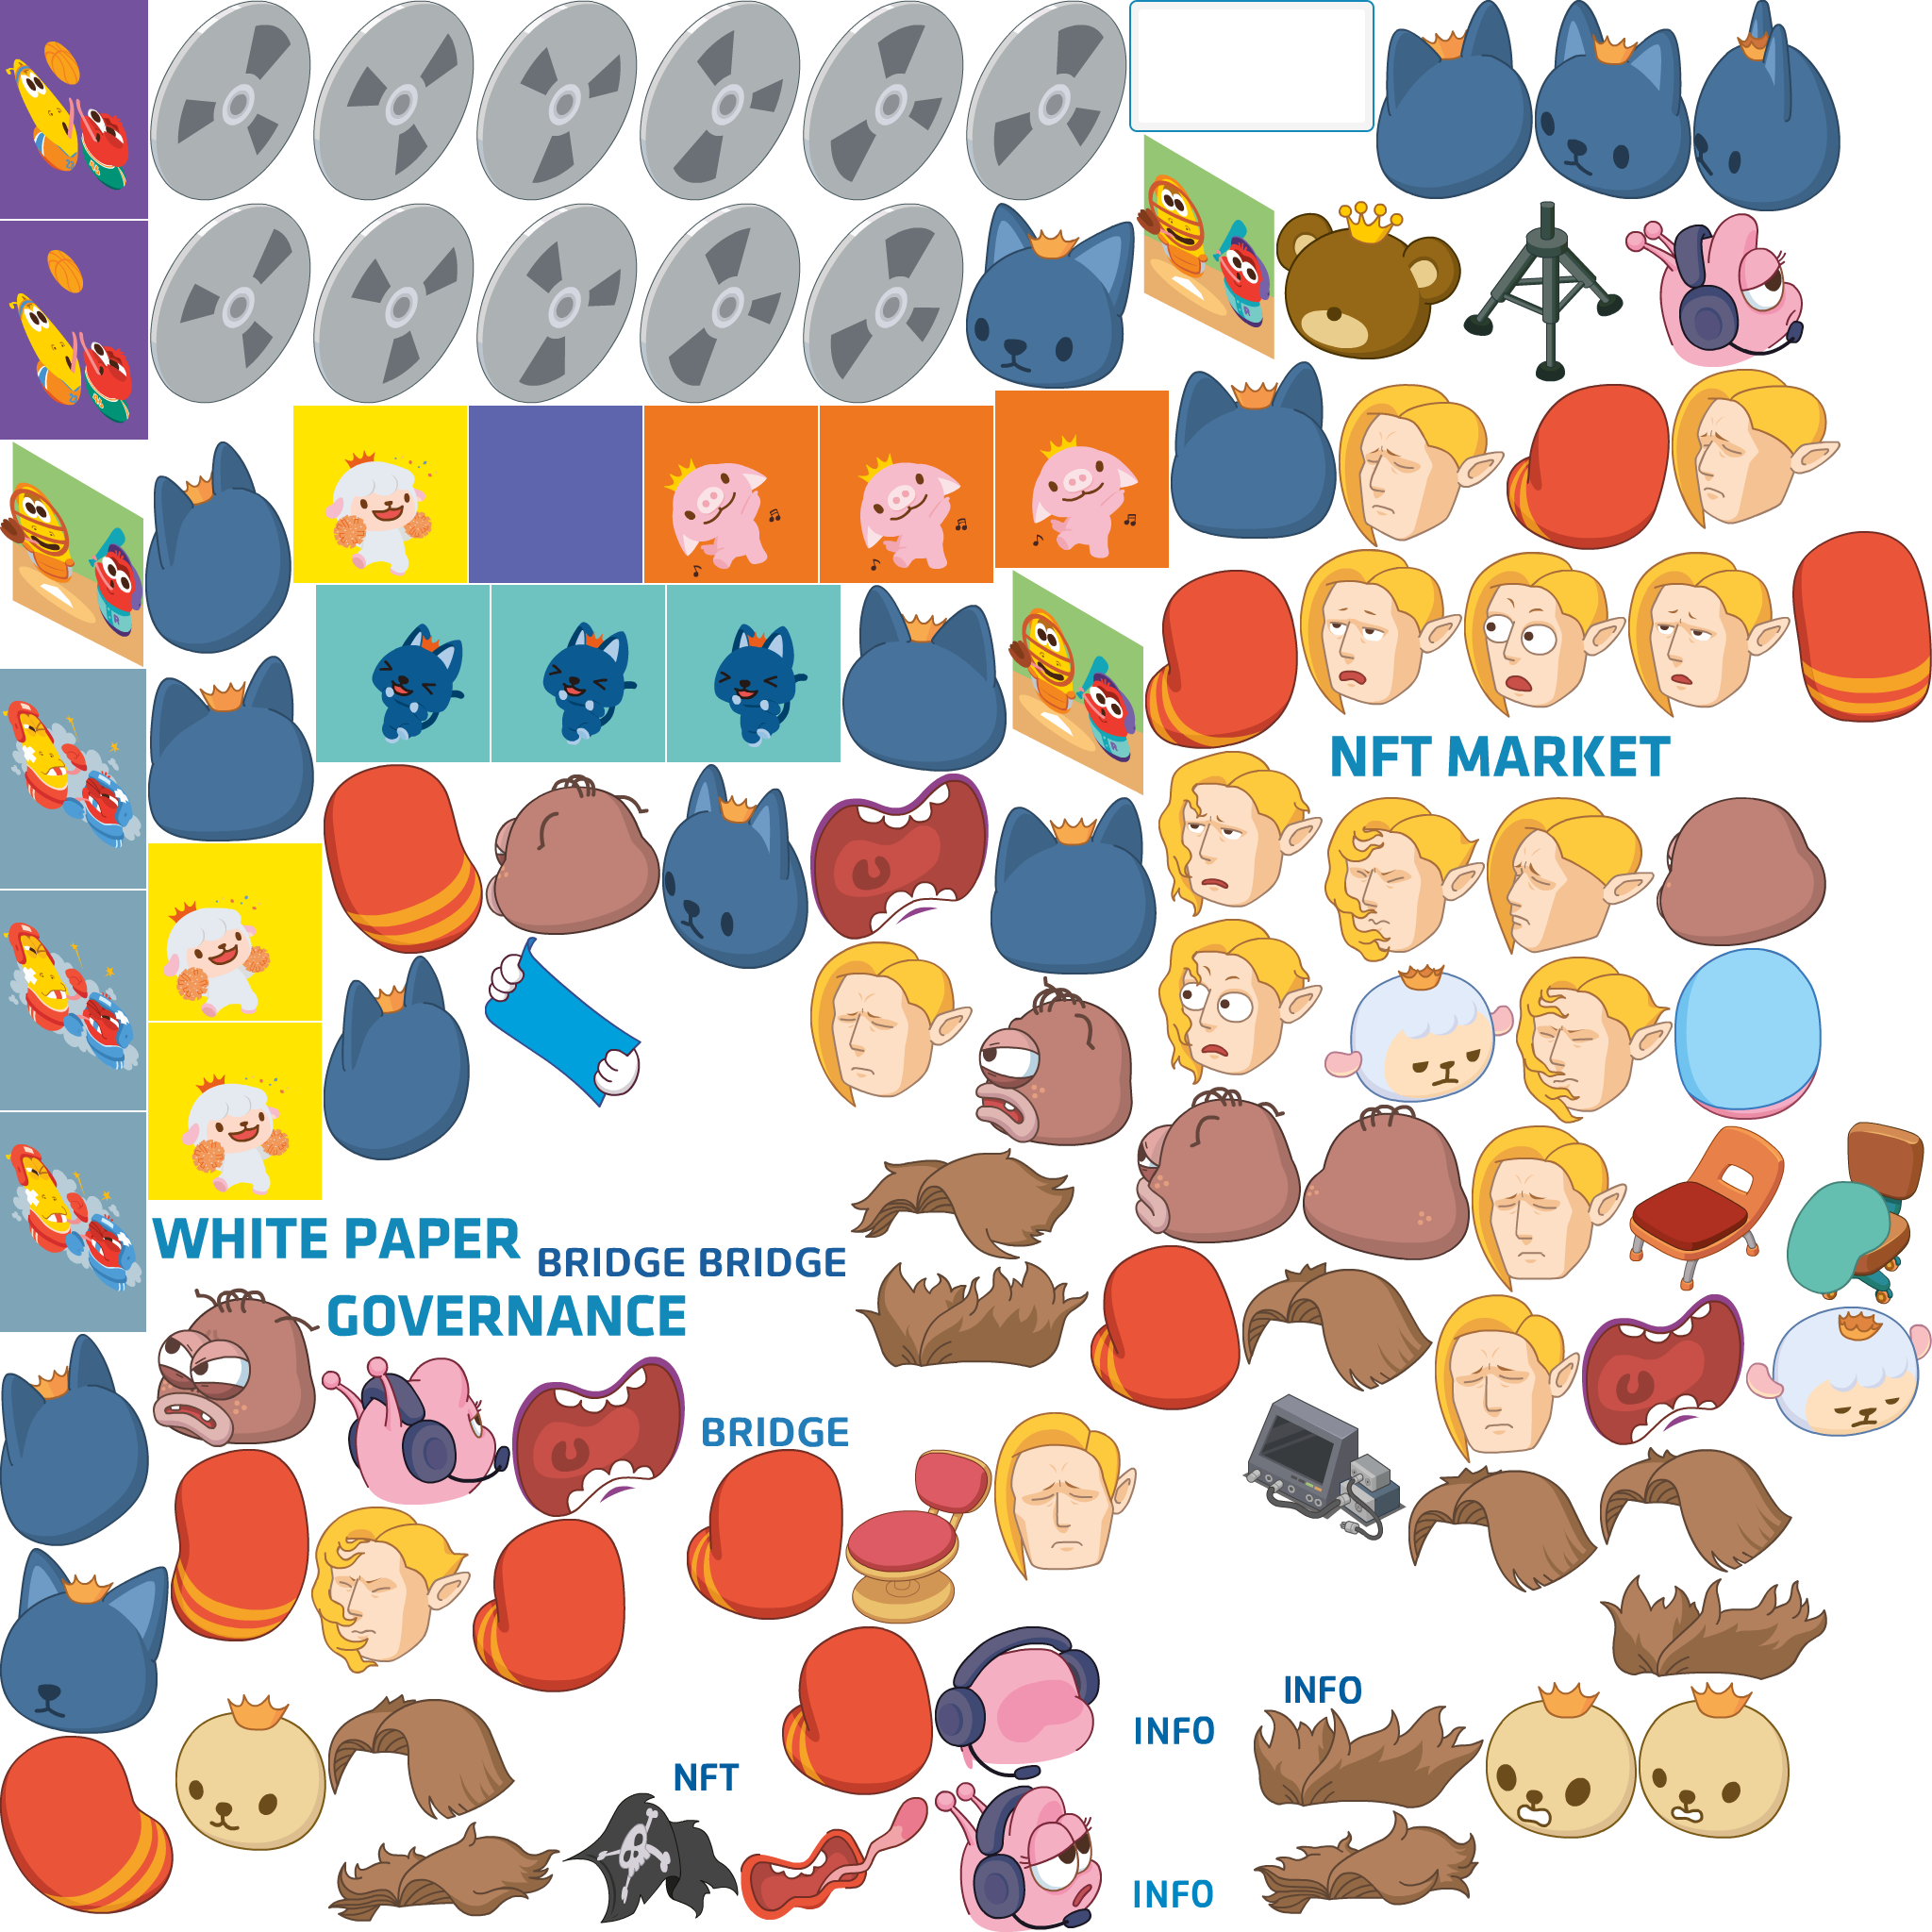 NFT MARKET
WHITE PAPER
BRIDGE BRIDGE
GOVERNANCE
BRIDGE
INFO
INFO
NFT
INFO